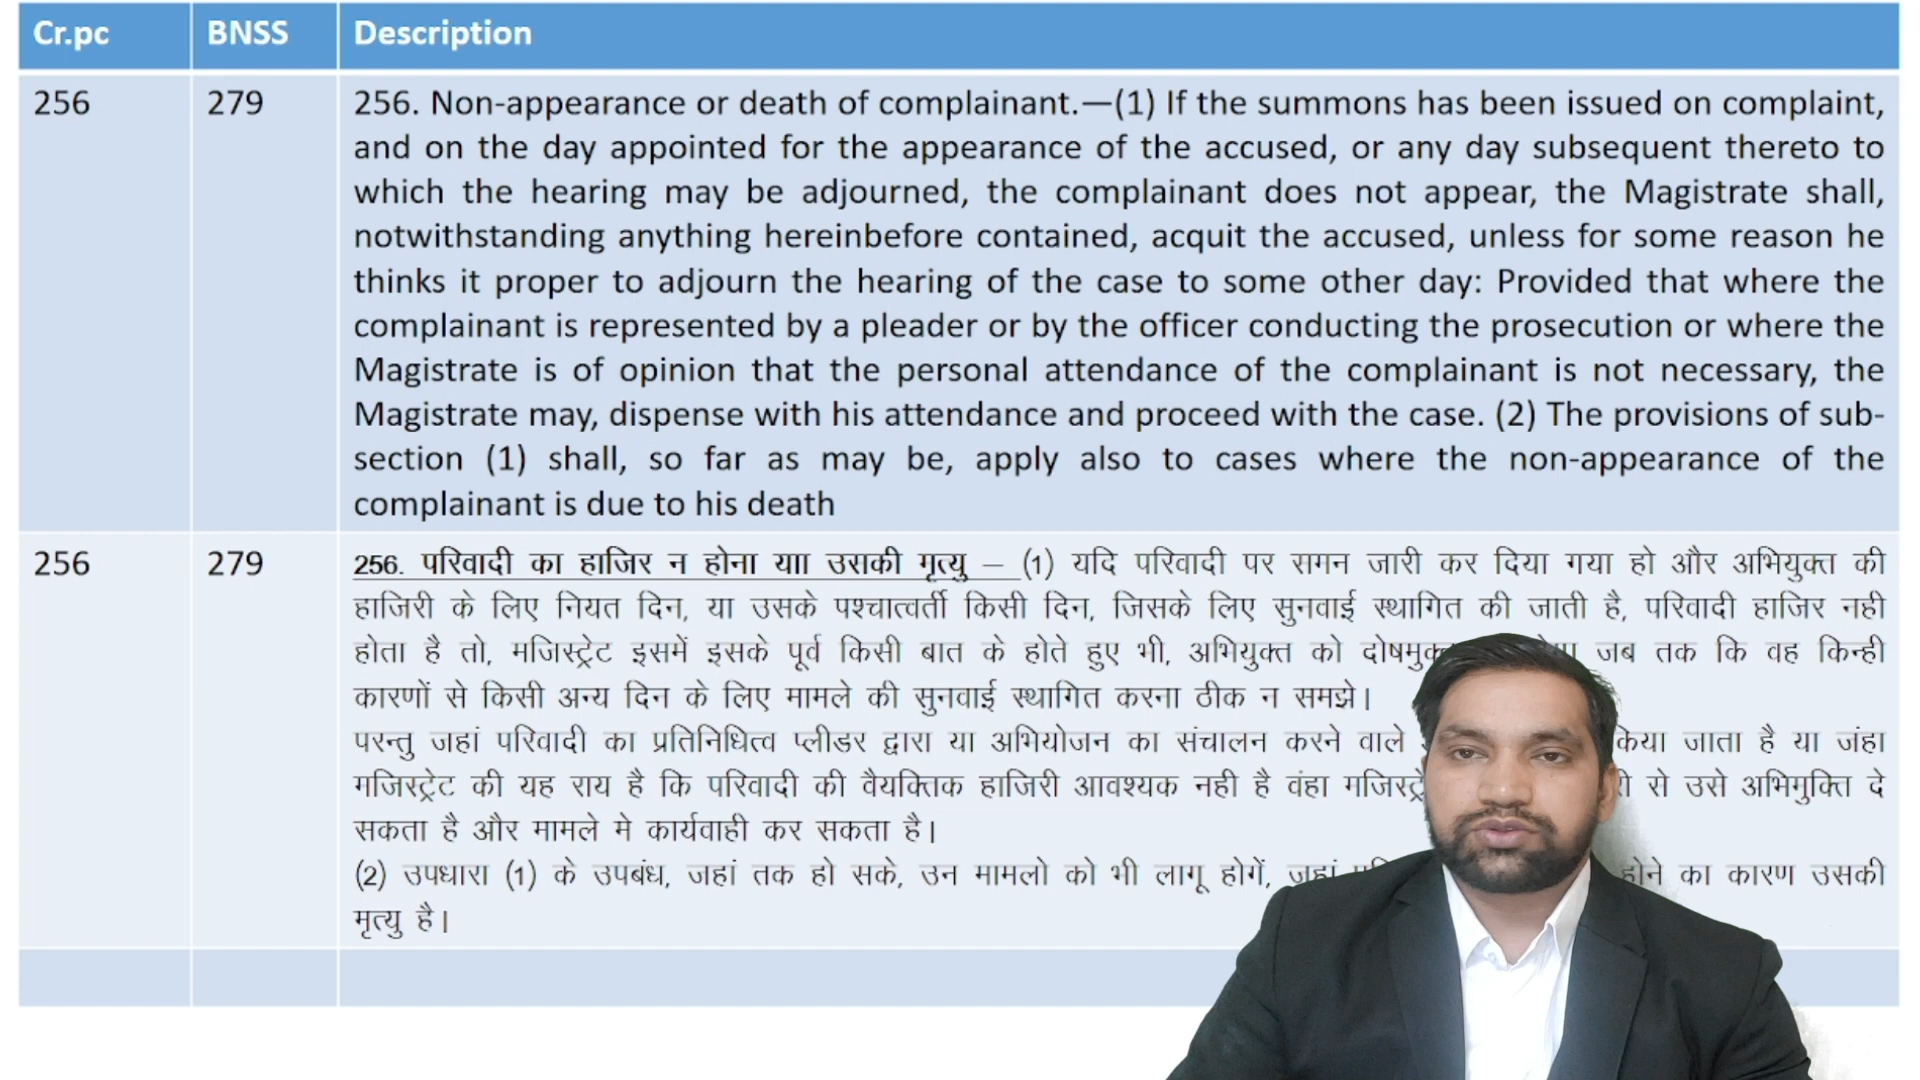 Cr.pc BNSS Description
256 279 256. Non-appearance or death of complainant.—(1) If the summons has been issued on complaint,
and on the day appointed for the appearance of the accused, or any day subsequent thereto to
which the hearing may be adjourned, the complainant does not appear, the Magistrate shall,
notwithstanding anything hereinbefore contained, acquit the accused, unless for some reason he
thinks it proper to adjourn the hearing of the case to some other day: Provided that where the
complainant is represented by a pleader or by the officer conducting the prosecution or where the
Magistrate is of opinion that the personal attendance of the complainant is not necessary, the
Magistrate may, dispense with his attendance and proceed with the case. (2) The provisions of sub-
section (1) shall, so far as may be, apply also to cases where the non-appearance of the
complainant is due to his death
256 279 256. परिवादी का हाजिर न होना याा उसकी मृत्यु – (1) यदि परिवादी पर समन जारी कर दिया गया हो और अभियुक्त की
हाजिरी के लिए नियत दिन, या उसके पश्चात्वर्ती किसी दिन, जिसके लिए सुनवाई स्थागित की जाती है, परिवादी हाजिर नही
होता है तो, मजिस्ट्रेट इसमें इसके पूर्व किसी बात के होते हुए भी, अभियुक्त को जब तक कि वह किन्ही
कारणों से किसी अन्य दिन के लिए मामले की सुनवाई स्थागित करना ठीक न समझे।
परन्तु जहां परिवादी का प्रतिनिधित्व प्लीडर द्वारा या अभियोजन का संचालन करने वाले किया जाता है या जंहा
मजिस्ट्रेट की यह राय है कि परिवादी की वैयक्तिक हाजिरी आवश्यक नही है वंहा से उसे अभिमुक्ति दे
सकता है और मामले मे कार्यवाही कर सकता है।
(2) उपधारा (1) के उपबंध, जहां तक हो सके, उन मामलो को भी लागू होगें, जहां होने का कारण उसकी
मृत्यु है।